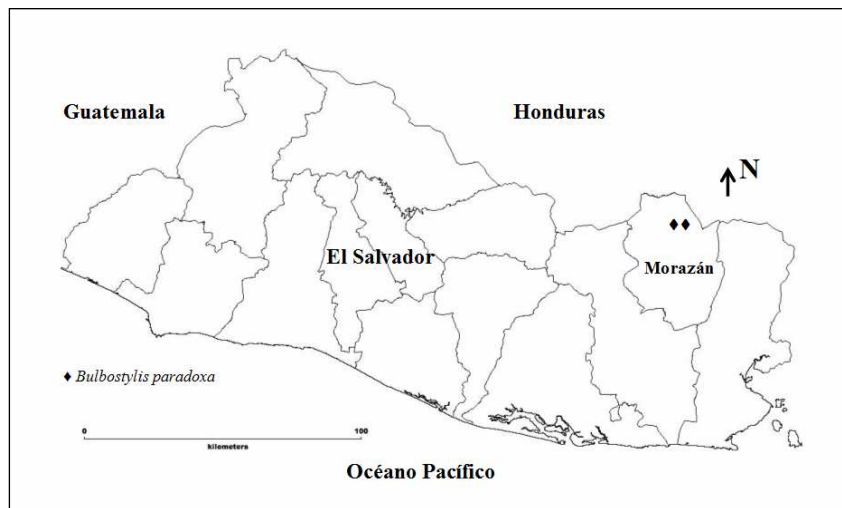 Guatemala
Honduras
N
El Salvador
Morazán
♦ Bulbostylis paradoxa
0 100
kilometers
Océano Pacífico